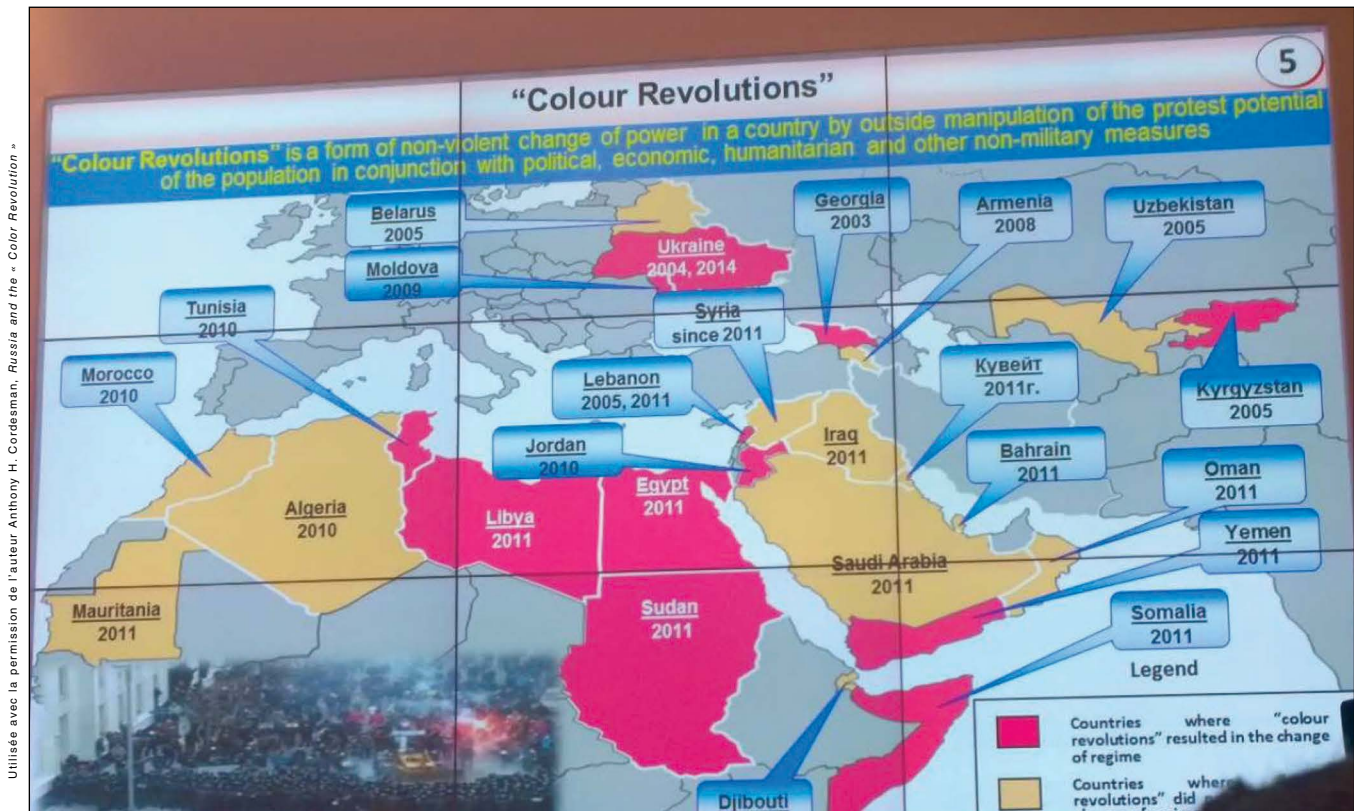 Utilisée avec la permission de l'auteur Anthony H. Cordesman, Russia and the « Color Revolution »
5
“Colour Revolutions”
“Colour Revolutions” is a form of non-violent change of power in a country by outside manipulation of the protest potential
of the population in conjunction with political, economic, humanitarian and other non-military measures
Belarus
2005
Georgia
2003
Armenia
2008
Uzbekistan
2005
Ukraine
2004, 2014
Moldova
2009
Tunisia
2010
Syria
since 2011
Morocco
2010
Lebanon
2005, 2011
Кувейт
2011г.
Kyrgyzstan
2005
Jordan
2010
Iraq
2011
Bahrain
2011
Oman
2011
Algeria
2010
Libya
2011
Egypt
2011
Yemen
2011
Saudi Arabia
2011
Mauritania
2011
Sudan
2011
Somalia
2011
Legend
Countries where “colour
revolutions” resulted in the change
of regime
Countries where
revolutions” did
Djibouti